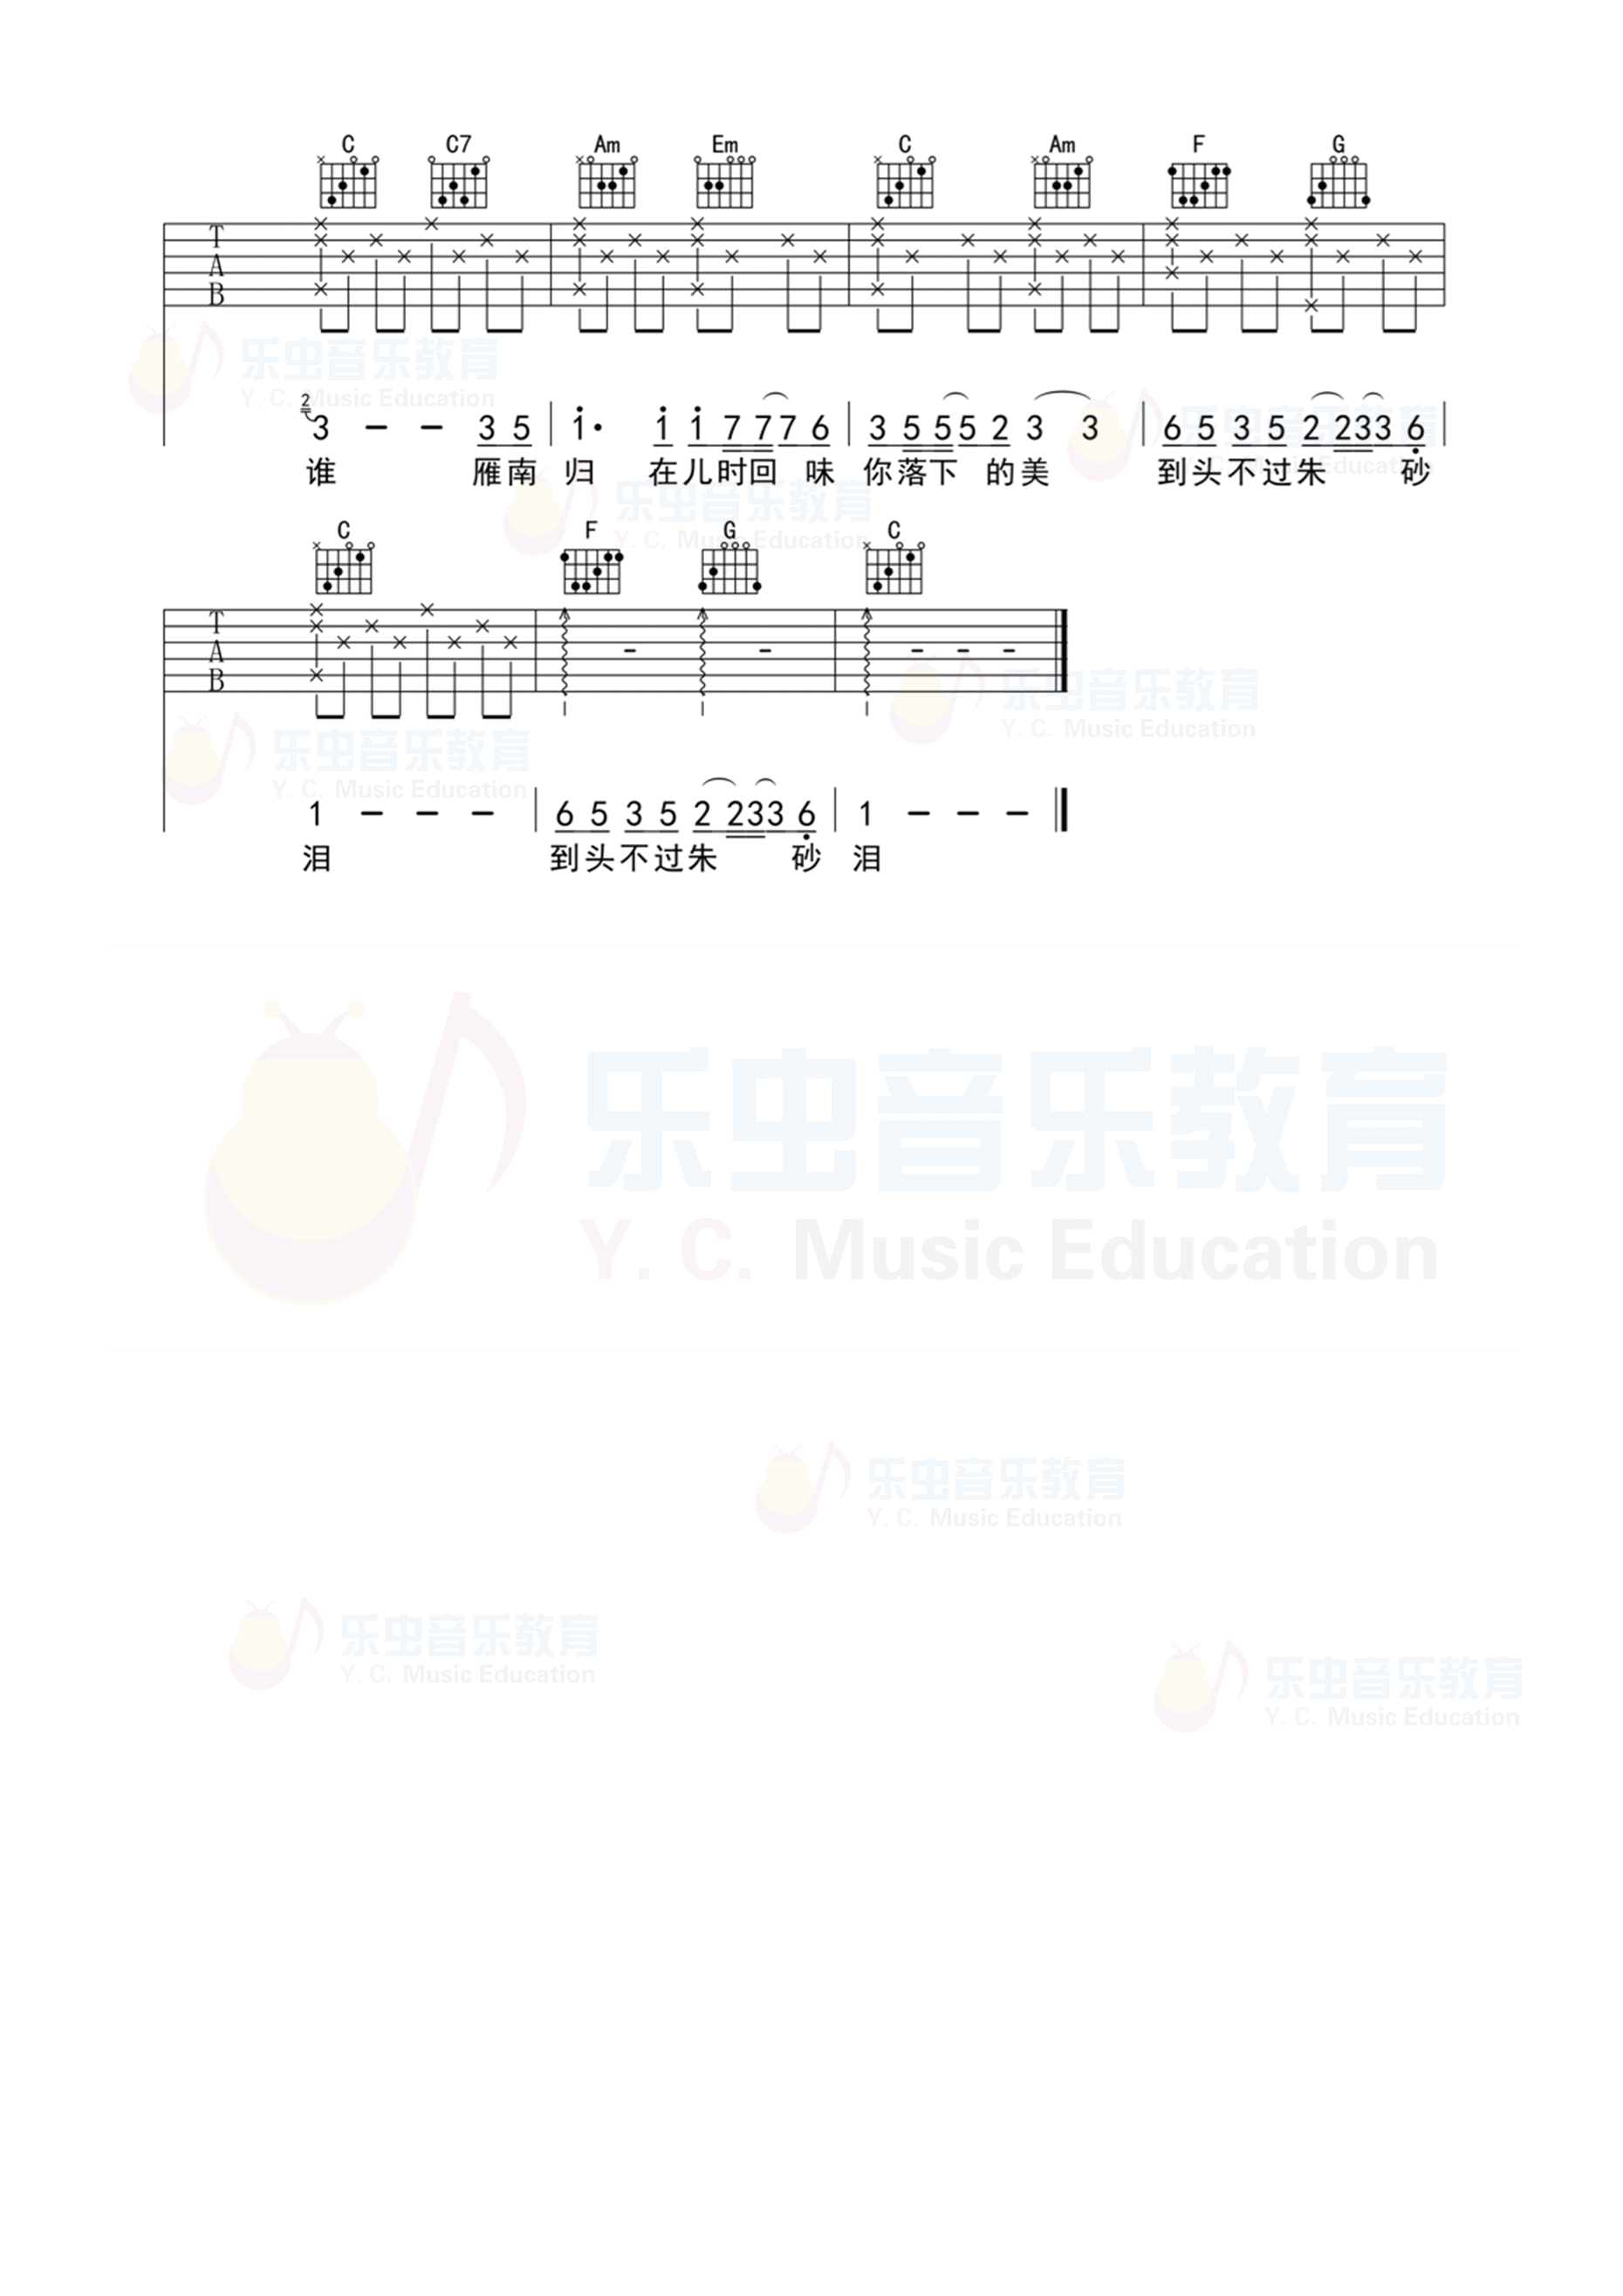 C C7 Am Em C Am F G
T
A
B
乐虫音乐教育
Y. C. Music Education
2
3 - - 3 5 1· 1 1 7 7 7 6 3 5 5 5 2 3 3 6 5 3 5 2 2 3 3 6
谁 雁南 归 在儿时回 味 你落下 的美 到头不过朱 砂
乐虫音乐教育
Y. C. Music Education
乐虫音乐教育
Y. C. Music Education
C F G C
T
A
B
乐虫音乐教育
Y. C. Music Education
乐虫音乐教育
Y. C. Music Education
1 - - - 6 5 3 5 2 2 3 3 6 1 - - -
泪 到头不过朱 砂 泪
乐虫音乐教育
Y. C. Music Education
乐虫音乐教育
Y. C. Music Education
乐虫音乐教育
Y. C. Music Education
乐虫音乐教育
Y. C. Music Education